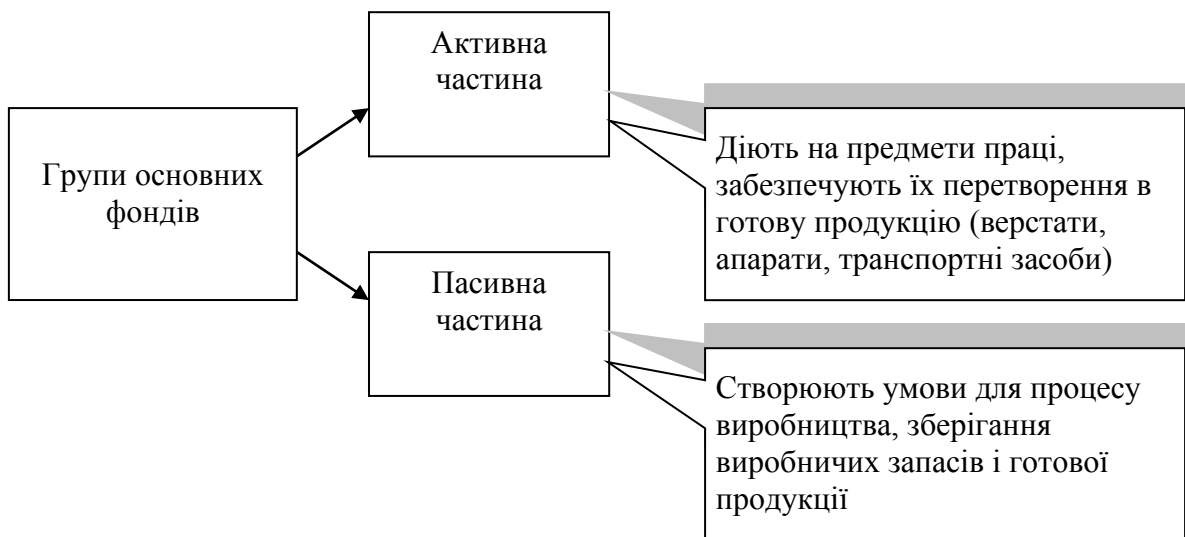 Групи основних
фондів
Активна
частина
Діють на предмети праці,
забезпечують їх перетворення в
готову продукцію (верстати,
апарати, транспортні засоби)
Пасивна
частина
Створюють умови для процесу
виробництва, зберігання
виробничих запасів і готової
продукції